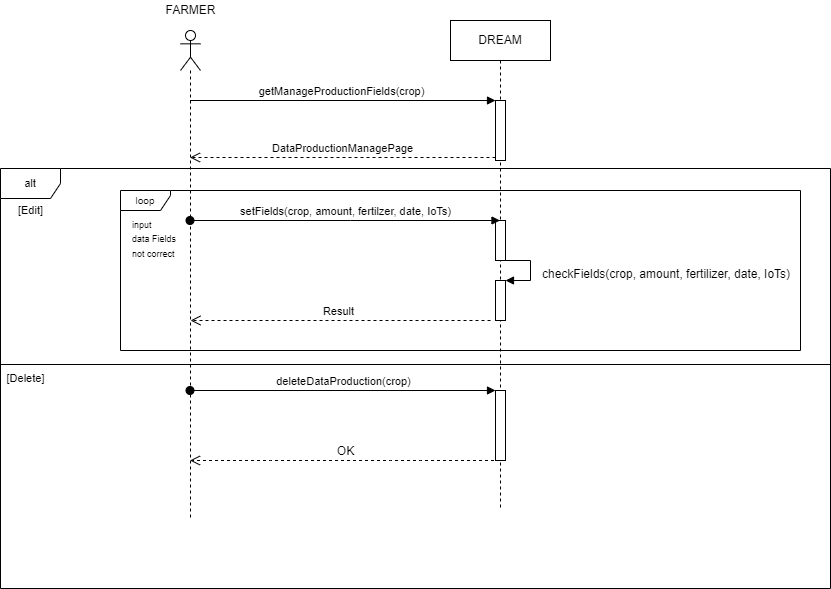 FARMER
DREAM
getManageProductionFields(crop)
DataProductionManagePage
alt
[Edit]
loop
input
data Fields
not correct
setFields(crop, amount, fertilzer, date, IoTs)
checkFields(crop, amount, fertilizer, date, IoTs)
Result
[Delete]
deleteDataProduction(crop)
OK